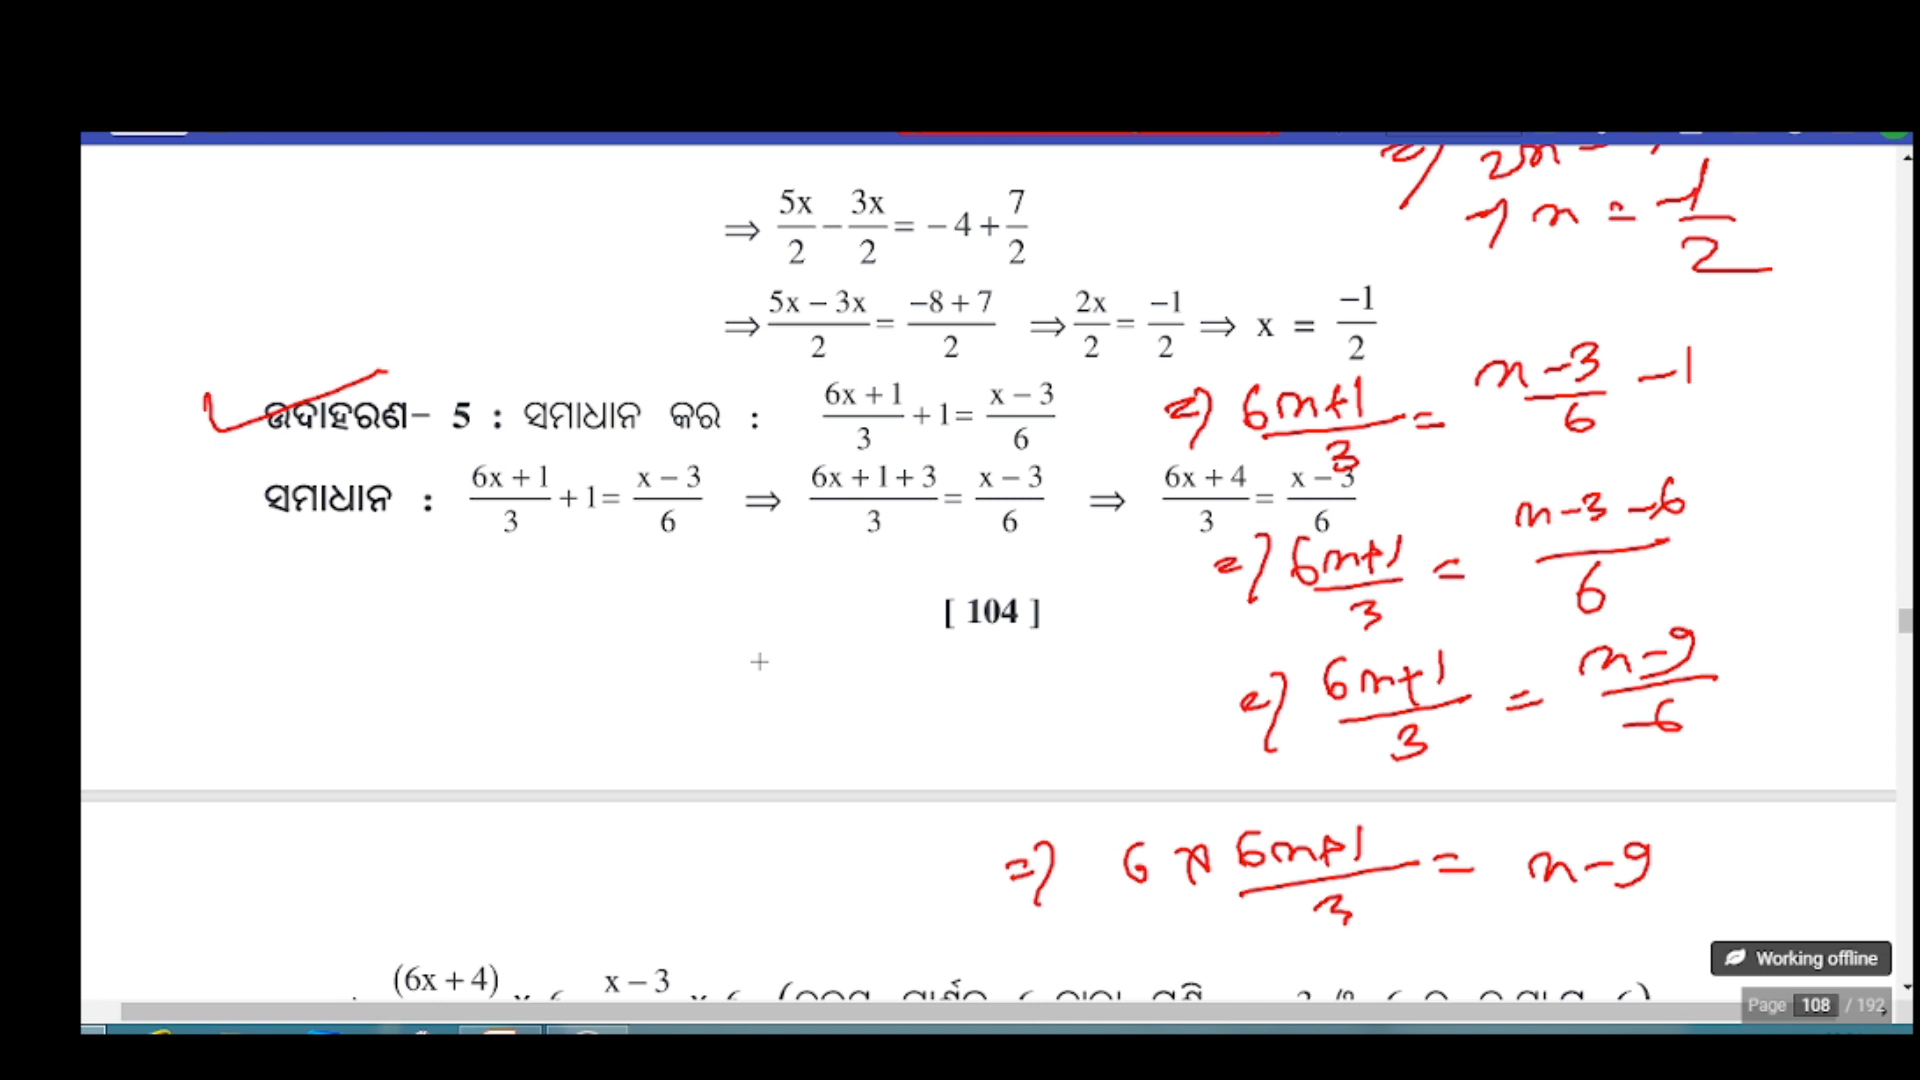 ⇒ 5x/2 − 3x/2 = − 4 + 7/2
⇒ x = -1/2
⇒ (5x − 3x)/2 = (−8 + 7)/2 ⇒ 2x/2 = −1/2 ⇒ x = −1/2
ଉଦାହରଣ– 5 : ସମାଧାନ କର : (6x + 1)/3 + 1 = (x − 3)/6
ସମାଧାନ : (6x + 1)/3 + 1 = (x − 3)/6 ⇒ (6x + 1 + 3)/3 = (x − 3)/6 ⇒ (6x + 4)/3 = (x − 3)/6
⇒ (6x+1)/3 = (x-3)/6 - 1
⇒ (6x+1)/3 = (x-3-6)/6
[ 104 ]
⇒ (6x+1)/3 = (x-9)/6
⇒ 6 × (6x+1)/3 = x-9
Working offline
(6x + 4) x − 3
Page 108 / 192